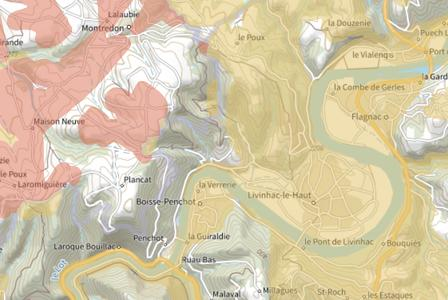 Lalaubie
Montredon
le Poux
la Douzenie
Puech L
le Vialenq
Port
la Gard
la Combe de Gerles
Flagnac
Maison Neuve
zie
le Poux
Laromiguière
Plancat
la Verrerie
Boisse-Penchot
Livinhac-le-Haut
Penchot
la Guiraldie
le Pont de Livinhac
Bouquiès
Laroque Bouillac
le Lot
Ruau Bas
Malaval
Millagues
St-Roch
les Estaques